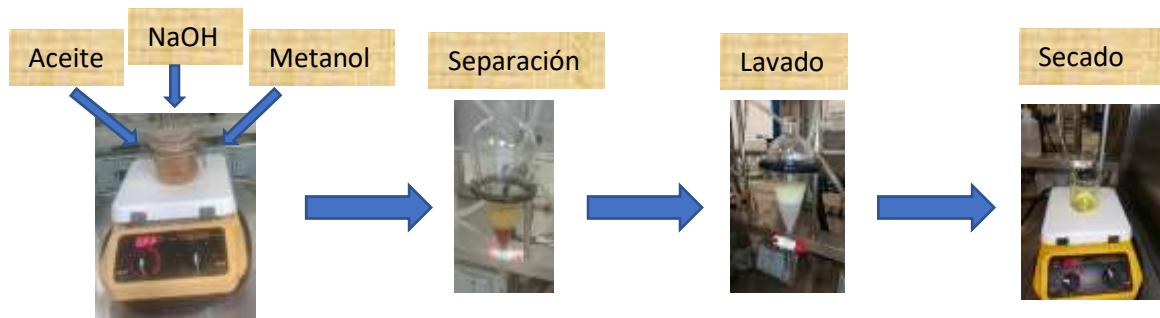 Aceite
NaOH
Metanol
Separación
Lavado
Secado